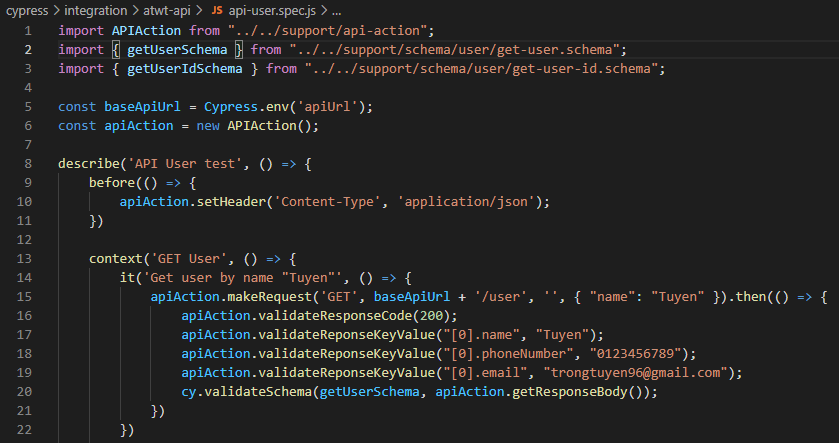 cypress > integration > atwt-api > JS api-user.spec.js > ...
1 import APIAction from "../../support/api-action";
2 import { getUserSchema } from "../../support/schema/user/get-user.schema";
3 import { getUserIdSchema } from "../../support/schema/user/get-user-id.schema";
4
5 const baseApiUrl = Cypress.env('apiUrl');
6 const apiAction = new APIAction();
7
8 describe('API User test', () => {
9 before(() => {
10 apiAction.setHeader('Content-Type', 'application/json');
11 })
12
13 context('GET User', () => {
14 it('Get user by name "Tuyen"', () => {
15 apiAction.makeRequest('GET', baseApiUrl + '/user', '', { "name": "Tuyen" }).then(() => {
16 apiAction.validateResponseCode(200);
17 apiAction.validateReponseKeyValue("[0].name", "Tuyen");
18 apiAction.validateReponseKeyValue("[0].phoneNumber", "0123456789");
19 apiAction.validateReponseKeyValue("[0].email", "trongtuyen96@gmail.com");
20 cy.validateSchema(getUserSchema, apiAction.getResponseBody());
21 })
22 })